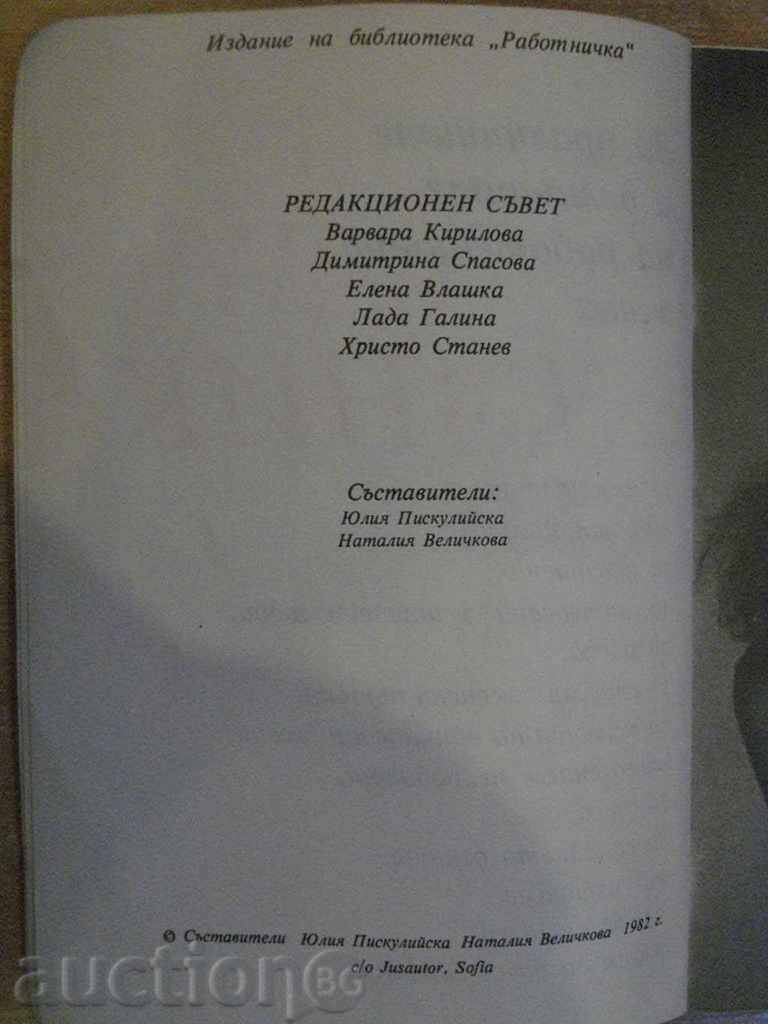 Издание на библиотека „Работничка“
РЕДАКЦИОНЕН СЪВЕТ
Варвара Кирилова
Димитрина Спасова
Елена Влашка
Лада Галина
Христо Станев
Съставители:
Юлия Пискулийска
Наталия Величкова
© Съставители Юлия Пискулийска Наталия Величкова 1982 г.
c/o Jusautor, Sofia
auction BG